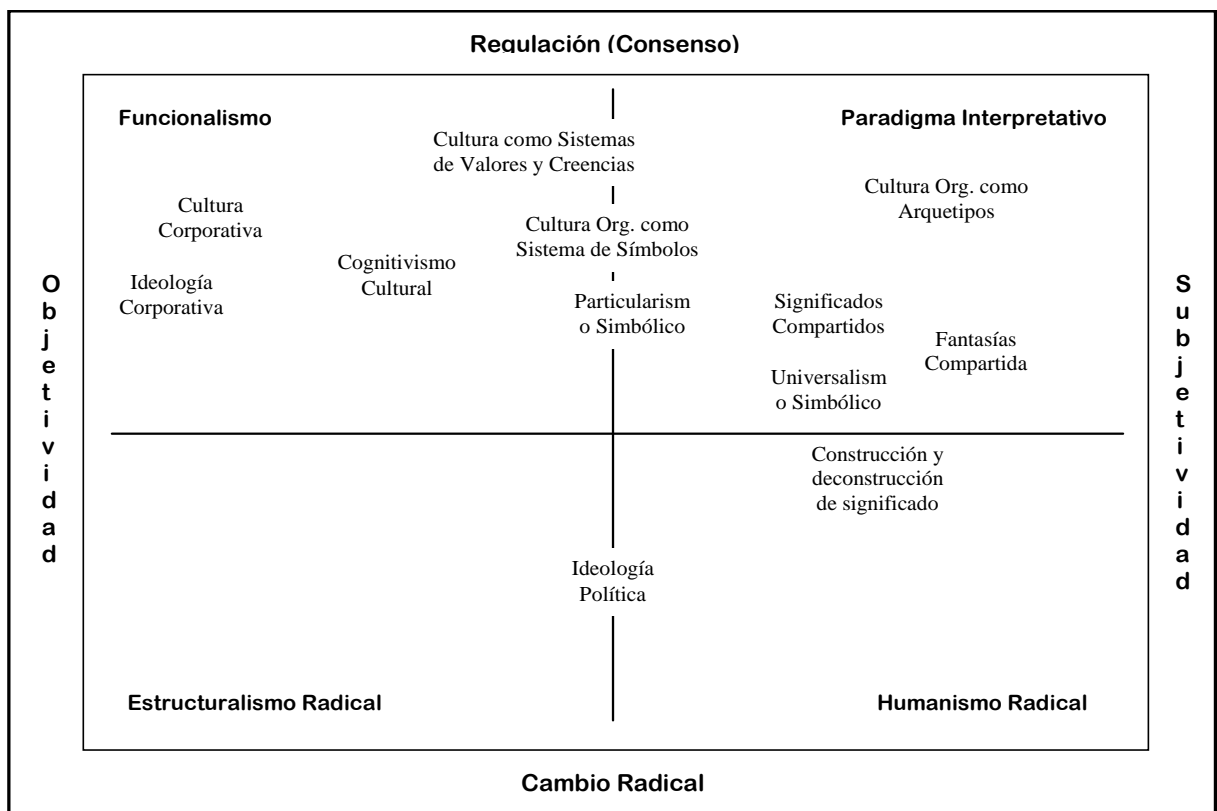 Regulación (Consenso)
Funcionalismo
Paradigma Interpretativo
Cultura como Sistemas
de Valores y Creencias
Cultura Org. como
Arquetipos
Cultura
Corporativa
Cultura Org. como
Sistema de Símbolos
Cognitivismo
Cultural
Ideología
Corporativa
Particularism
o Simbólico
Significados
Compartidos
Fantasías
Compartida
Universalism
o Simbólico
Objetividad
Subjetividad
Construcción y
deconstrucción
de significado
Ideología
Política
Estructuralismo Radical
Humanismo Radical
Cambio Radical